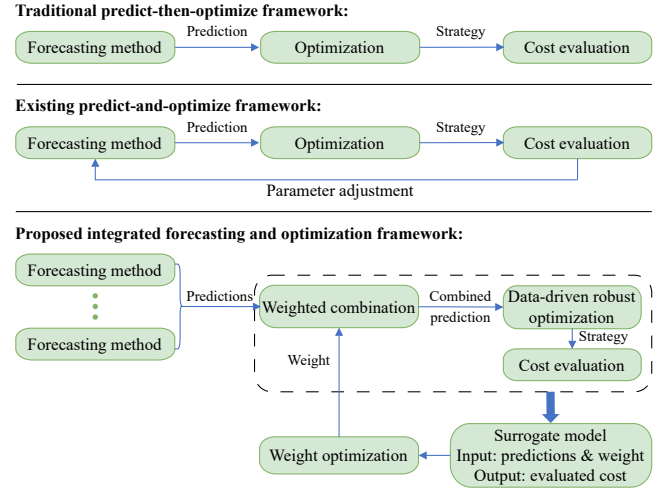 Traditional predict-then-optimize framework:
Forecasting method
Prediction
Optimization
Strategy
Cost evaluation
Existing predict-and-optimize framework:
Forecasting method
Prediction
Optimization
Strategy
Cost evaluation
Parameter adjustment
Proposed integrated forecasting and optimization framework:
Forecasting method
Forecasting method
Predictions
Weighted combination
Combined
prediction
Data-driven robust
optimization
Strategy
Cost evaluation
Weight
Weight optimization
Surrogate model
Input: predictions & weight
Output: evaluated cost